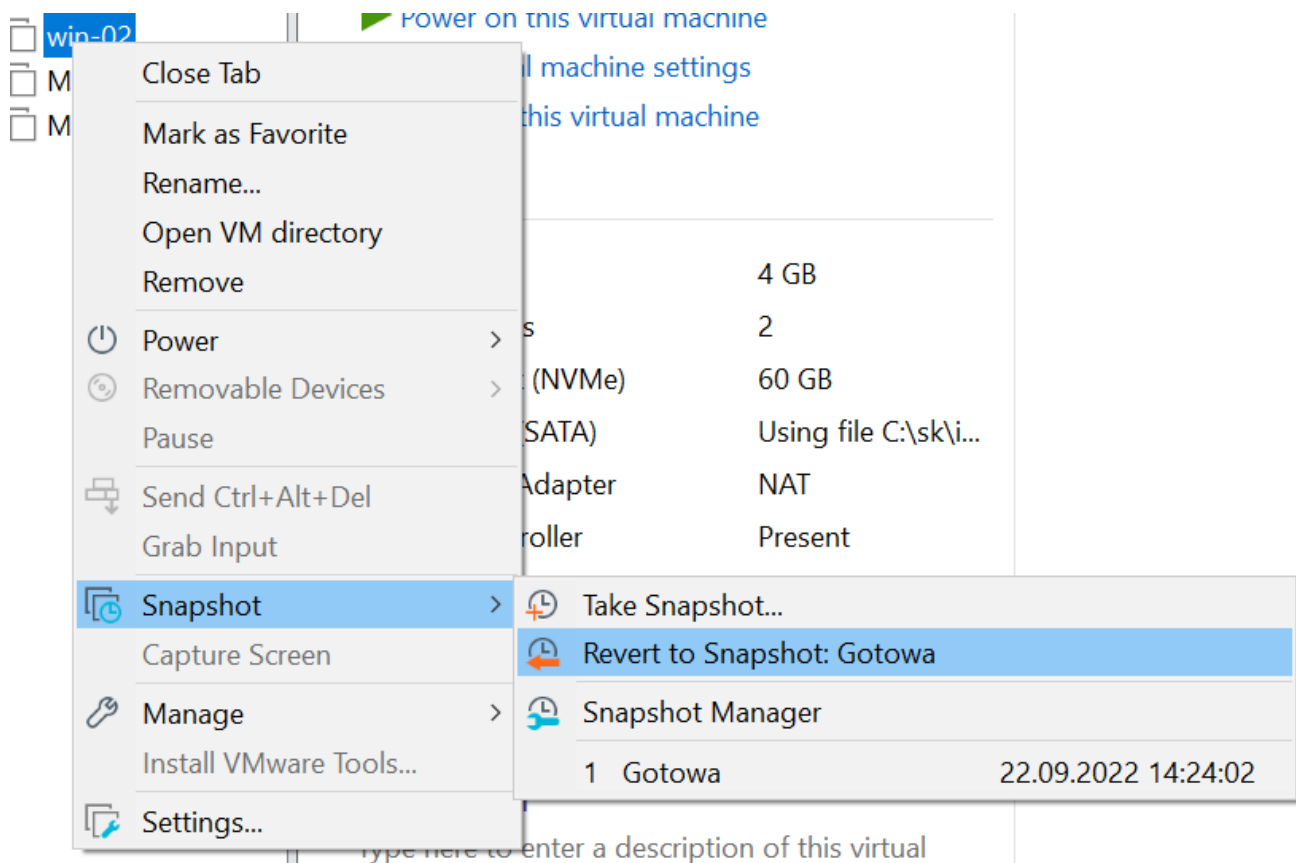 win-02
Power on this virtual machine
M
l machine settings
M
this virtual machine
Close Tab
Mark as Favorite
Rename...
Open VM directory
Remove
Power
Removable Devices
Pause
Send Ctrl+Alt+Del
Grab Input
Snapshot
Capture Screen
Manage
Install VMware Tools...
Settings...
4 GB
s 2
(NVMe) 60 GB
(SATA) Using file C:\sk\i...
Adapter NAT
roller Present
Take Snapshot...
Revert to Snapshot: Gotowa
Snapshot Manager
1 Gotowa 22.09.2022 14:24:02
Type here to enter a description of this virtual